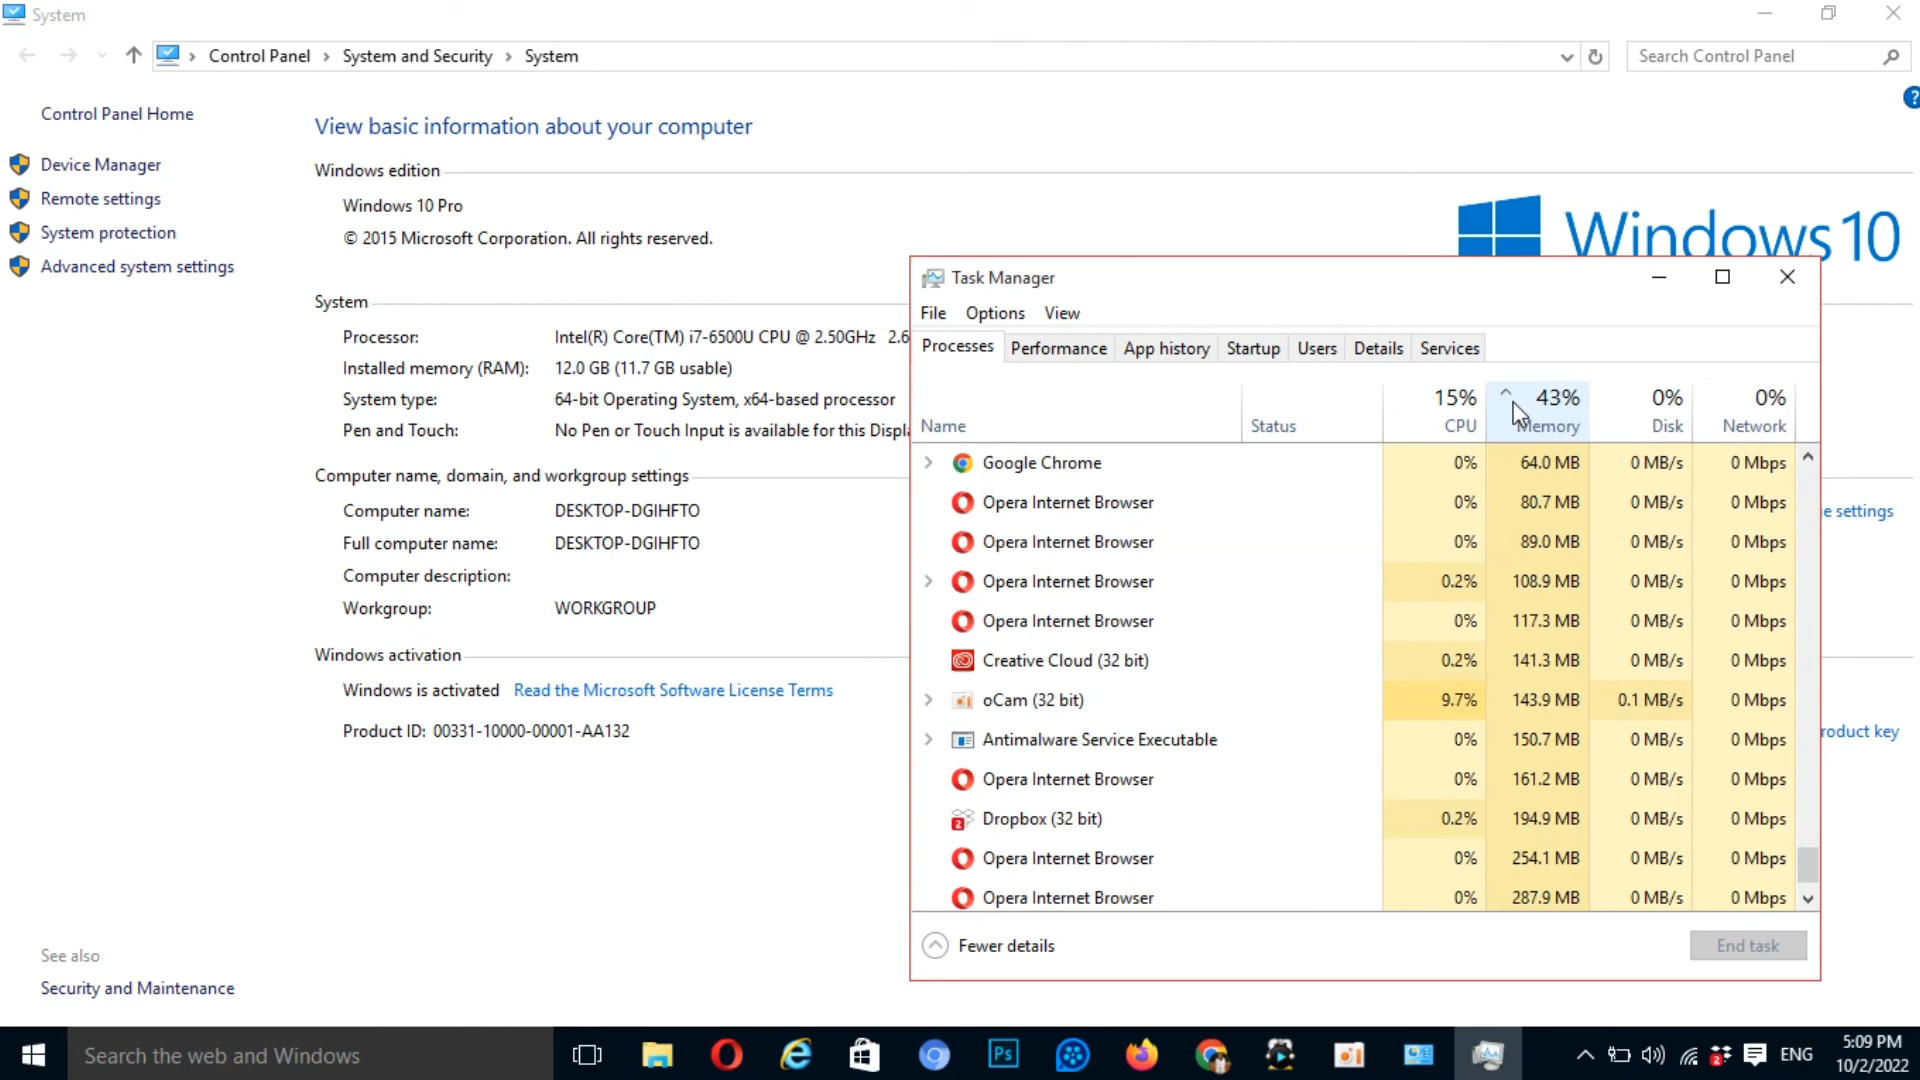 System
Control Panel > System and Security > System
Search Control Panel
?
Control Panel Home
Device Manager
Remote settings
System protection
Advanced system settings
View basic information about your computer
Windows edition
Windows 10 Pro
© 2015 Microsoft Corporation. All rights reserved.
Windows 10
System
Processor: Intel(R) Core(TM) i7-6500U CPU @ 2.50GHz 2.6
Installed memory (RAM): 12.0 GB (11.7 GB usable)
System type: 64-bit Operating System, x64-based processor
Pen and Touch: No Pen or Touch Input is available for this Displa
Computer name, domain, and workgroup settings
Computer name: DESKTOP-DGIHFTO
Full computer name: DESKTOP-DGIHFTO
Computer description:
Workgroup: WORKGROUP
e settings
Windows activation
Windows is activated Read the Microsoft Software License Terms
Product ID: 00331-10000-00001-AA132
roduct key
See also
Security and Maintenance
Task Manager
File Options View
Processes Performance App history Startup Users Details Services
15% 43% 0% 0%
Name Status CPU Memory Disk Network
Google Chrome 0% 64.0 MB 0 MB/s 0 Mbps
Opera Internet Browser 0% 80.7 MB 0 MB/s 0 Mbps
Opera Internet Browser 0% 89.0 MB 0 MB/s 0 Mbps
Opera Internet Browser 0.2% 108.9 MB 0 MB/s 0 Mbps
Opera Internet Browser 0% 117.3 MB 0 MB/s 0 Mbps
Creative Cloud (32 bit) 0.2% 141.3 MB 0 MB/s 0 Mbps
oCam (32 bit) 9.7% 143.9 MB 0.1 MB/s 0 Mbps
Antimalware Service Executable 0% 150.7 MB 0 MB/s 0 Mbps
Opera Internet Browser 0% 161.2 MB 0 MB/s 0 Mbps
Dropbox (32 bit) 0.2% 194.9 MB 0 MB/s 0 Mbps
Opera Internet Browser 0% 254.1 MB 0 MB/s 0 Mbps
Opera Internet Browser 0% 287.9 MB 0 MB/s 0 Mbps
Fewer details
End task
Search the web and Windows
Ps
ENG
5:09 PM
10/2/2022